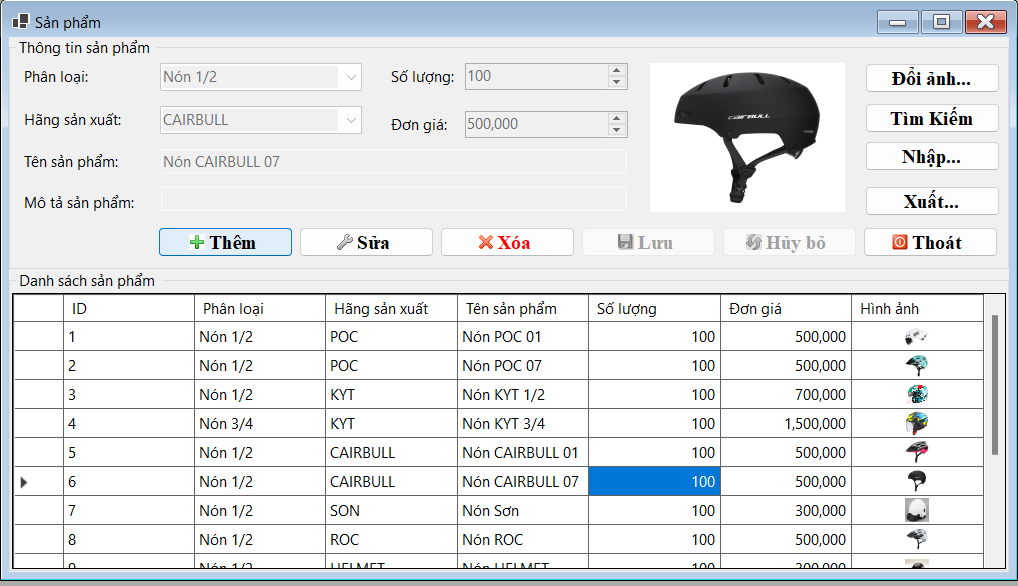 Sản phẩm
Thông tin sản phẩm
Phân loại: Nón 1/2 Số lượng: 100 Đổi ảnh...
Hãng sản xuất: CAIRBULL Đơn giá: 500,000 Tìm Kiếm
Tên sản phẩm: Nón CAIRBULL 07 Nhập...
Mô tả sản phẩm: Xuất...
CAIRBULL
Thêm Sửa Xóa Lưu Hủy bỏ Thoát
Danh sách sản phẩm
ID Phân loại Hãng sản xuất Tên sản phẩm Số lượng Đơn giá Hình ảnh
1 Nón 1/2 POC Nón POC 01 100 500,000
2 Nón 1/2 POC Nón POC 07 100 500,000
3 Nón 1/2 KYT Nón KYT 1/2 100 700,000
4 Nón 3/4 KYT Nón KYT 3/4 100 1,500,000
5 Nón 1/2 CAIRBULL Nón CAIRBULL 01 100 500,000
6 Nón 1/2 CAIRBULL Nón CAIRBULL 07 100 500,000
7 Nón 1/2 SON Nón Sơn 100 300,000
8 Nón 1/2 ROC Nón ROC 100 500,000
9 Nón 1/2 HELMET Nón HELMET 100 300,000